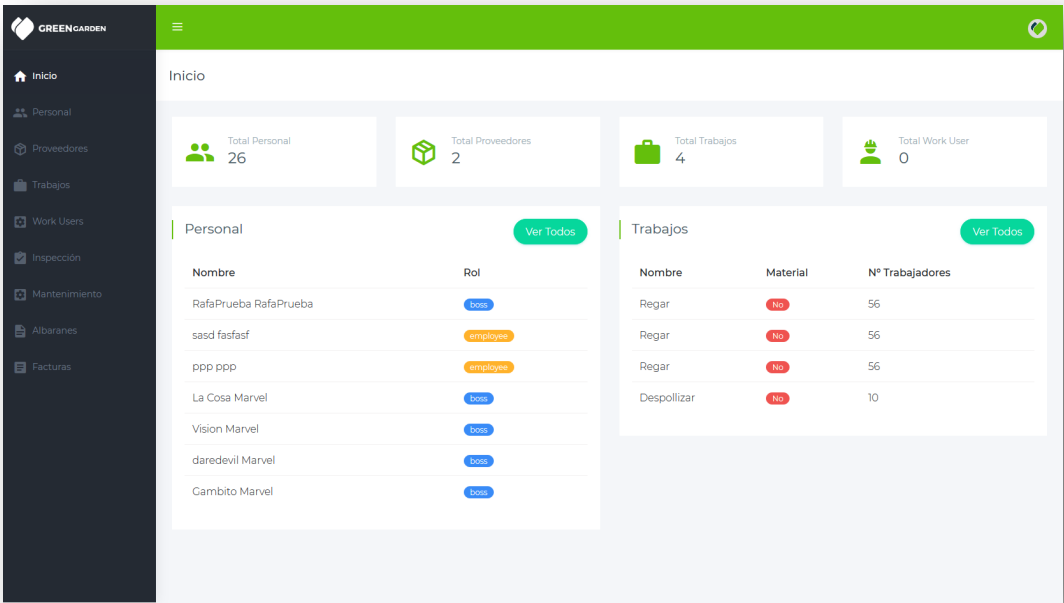 GREENGARDEN
Inicio
Personal
Proveedores
Trabajos
Work Users
Inspección
Mantenimiento
Albaranes
Facturas
Inicio
Total Personal
26
Total Proveedores
2
Total Trabajos
4
Total Work User
0
Personal
Ver Todos
Nombre Rol
RafaPrueba RafaPrueba boss
sasd fasfasf employee
ppp ppp employee
La Cosa Marvel boss
Vision Marvel boss
daredevil Marvel boss
Gambito Marvel boss
Trabajos
Ver Todos
Nombre Material Nº Trabajadores
Regar No 56
Regar No 56
Regar No 56
Despollizar No 10